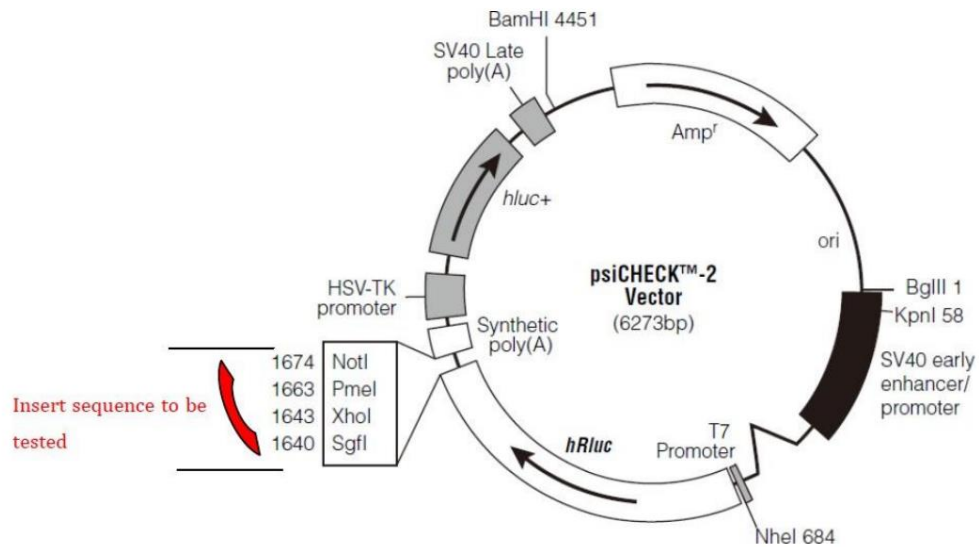 BamHI 4451
SV40 Late
poly(A)
Ampʳ
hluc+
ori
HSV-TK
promoter
psiCHECK™-2
Vector
(6273bp)
BgIII 1
KpnI 58
Synthetic
poly(A)
SV40 early
enhancer/
promoter
1674 NotI
1663 PmeI
1643 XhoI
1640 SgfI
Insert sequence to be
tested
T7
Promoter
hRluc
NheI 684